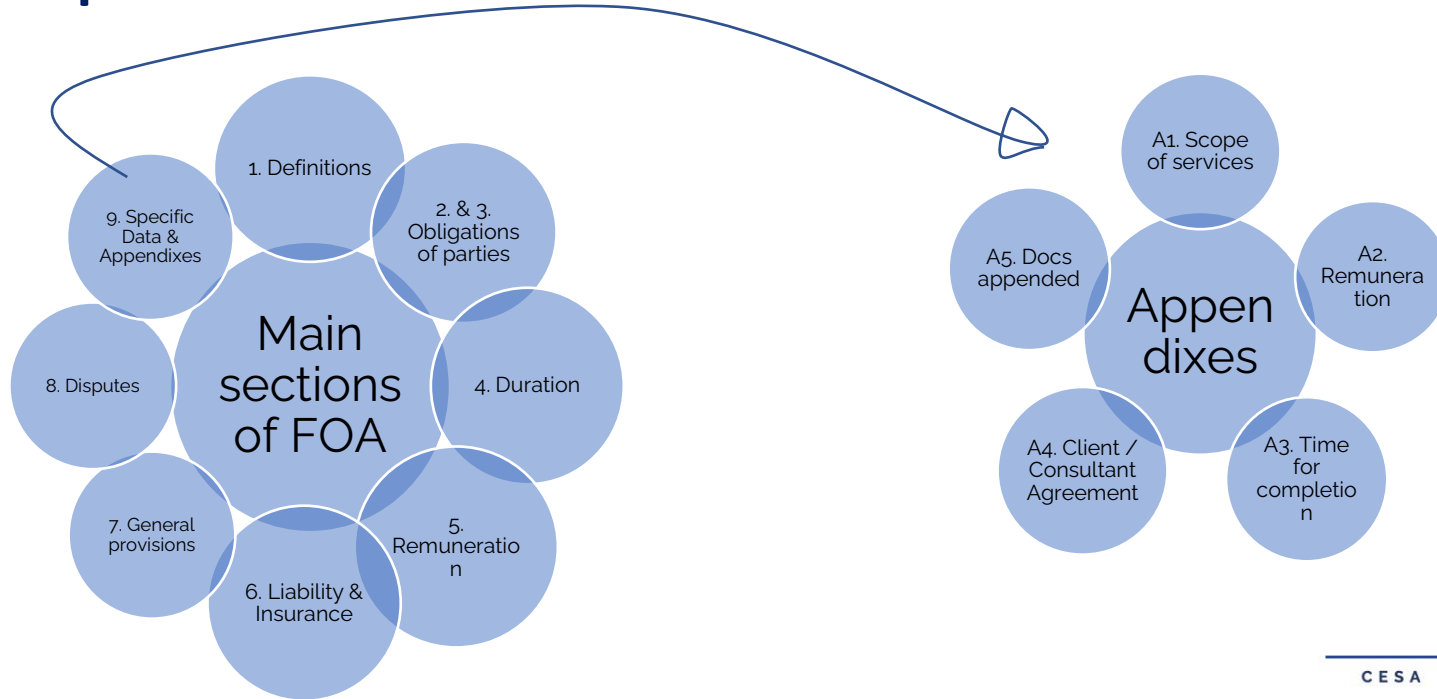 Main
sections
of FOA
1. Definitions
2. & 3.
Obligations
of parties
4. Duration
5.
Remuneratio
n
6. Liability &
Insurance
7. General
provisions
8. Disputes
9. Specific
Data &
Appendixes
Appen
dixes
A1. Scope
of services
A2.
Remunera
tion
A3. Time
for
completio
n
A4. Client /
Consultant
Agreement
A5. Docs
appended
CESA